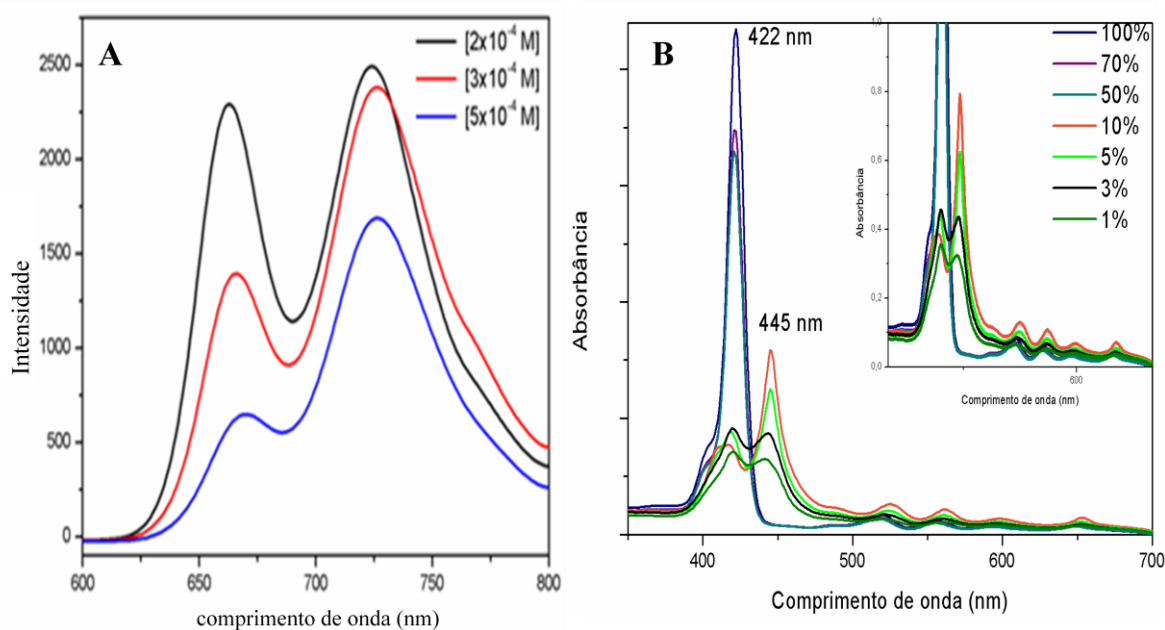 A
[2x10⁻⁴ M]
[3x10⁻⁴ M]
[5x10⁻⁴ M]
Intensidade
2500
2000
1500
1000
500
0
600 650 700 750 800
comprimento de onda (nm)
B
422 nm
445 nm
Absorbância
400 500 600 700
Comprimento de onda (nm)
1,0
0,8
0,6
0,4
0,2
0,0
Absorbância
600
Comprimento de onda (nm)
100%
70%
50%
10%
5%
3%
1%